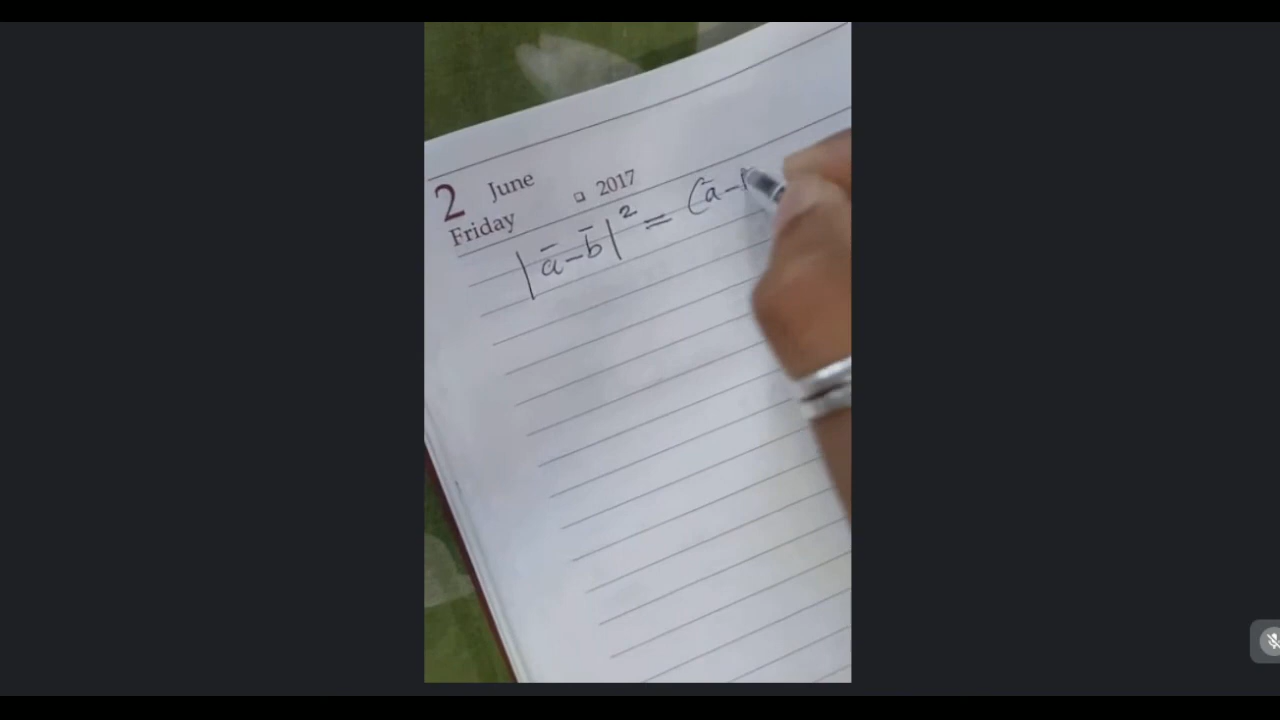 2 June
Friday 2017
|a̅ - b̅|² = (a̅ -